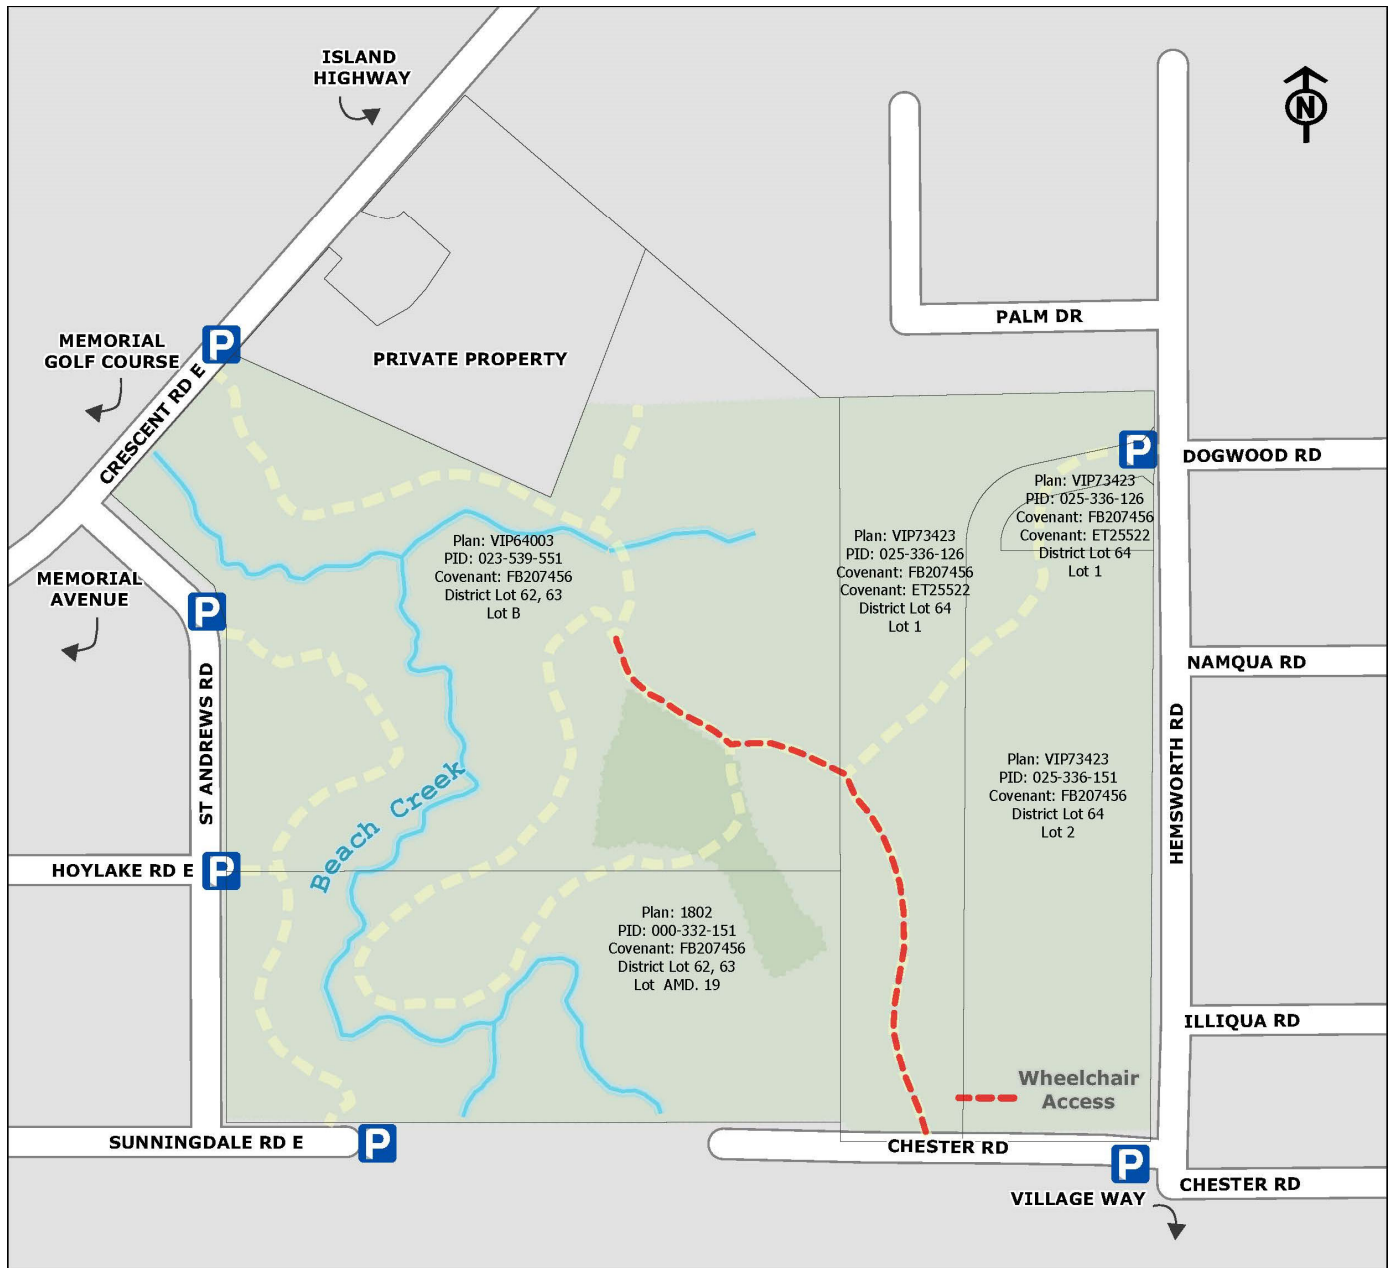 ISLAND
HIGHWAY
N
PALM DR
MEMORIAL
GOLF COURSE
P
PRIVATE PROPERTY
CRESCENT RD E
P
DOGWOOD RD
Plan: VIP73423
PID: 025-336-126
Covenant: FB207456
Covenant: ET25522
District Lot 64
Lot 1
Plan: VIP64003
PID: 023-539-551
Covenant: FB207456
District Lot 62, 63
Lot B
Plan: VIP73423
PID: 025-336-126
Covenant: FB207456
Covenant: ET25522
District Lot 64
Lot 1
MEMORIAL
AVENUE
P
NAMQUA RD
ST ANDREWS RD
HEMSWORTH RD
Plan: VIP73423
PID: 025-336-151
Covenant: FB207456
District Lot 64
Lot 2
Beach Creek
HOYLAKE RD E
P
Plan: 1802
PID: 000-332-151
Covenant: FB207456
District Lot 62, 63
Lot AMD. 19
ILLIQUA RD
Wheelchair
Access
SUNNINGDALE RD E
P
CHESTER RD
P
CHESTER RD
VILLAGE WAY